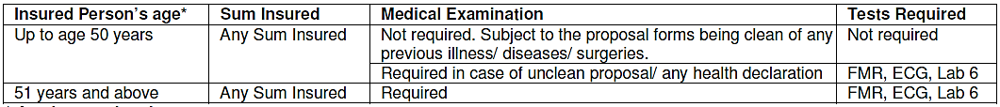 Insured Person's age* Sum Insured Medical Examination Tests Required
Up to age 50 years Any Sum Insured Not required. Subject to the proposal forms being clean of any Not required
previous illness/ diseases/ surgeries.
Required in case of unclean proposal/ any health declaration FMR, ECG, Lab 6
51 years and above Any Sum Insured Required FMR, ECG, Lab 6